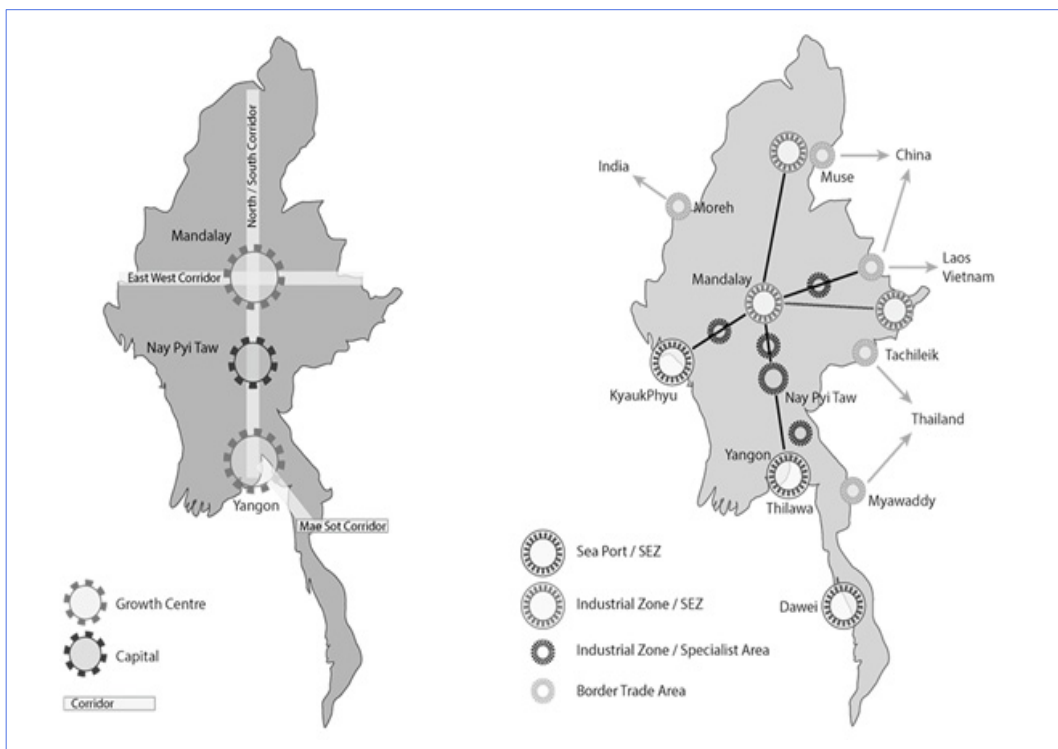 North / South Corridor
Mandalay
East West Corridor
Nay Pyi Taw
Yangon
Mae Sot Corridor
Growth Centre
Capital
Corridor
India
China
Muse
Moreh
Laos
Vietnam
Mandalay
Tachileik
KyaukPhyu
Nay Pyi Taw
Thailand
Yangon
Myawaddy
Thilawa
Dawei
Sea Port / SEZ
Industrial Zone / SEZ
Industrial Zone / Specialist Area
Border Trade Area